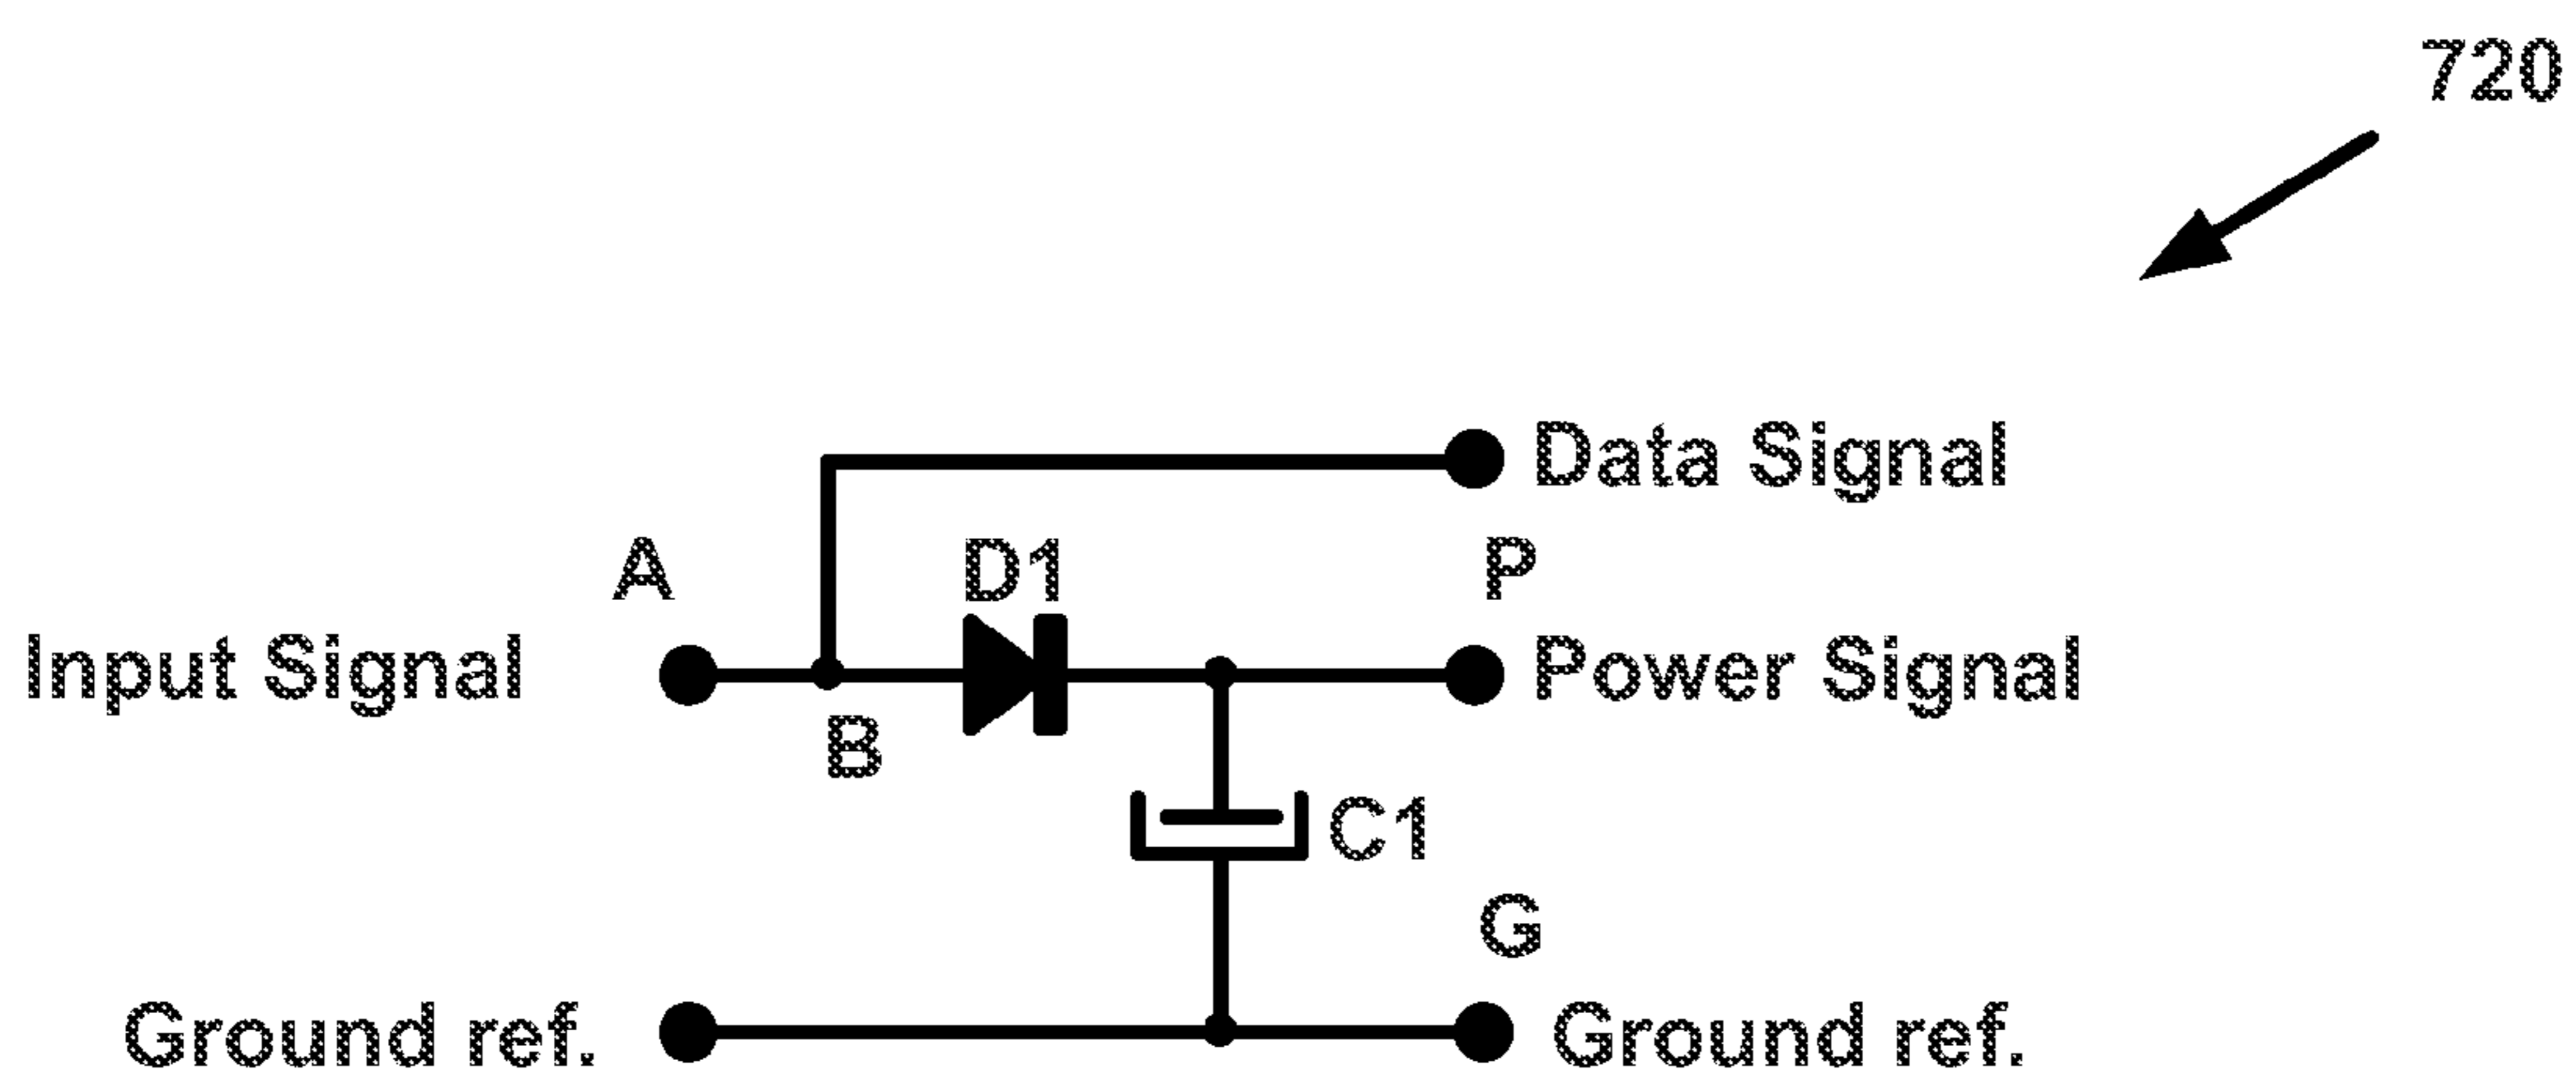 720
Data Signal
A D1 P
Input Signal Power Signal
B
C1
G
Ground ref. Ground ref.